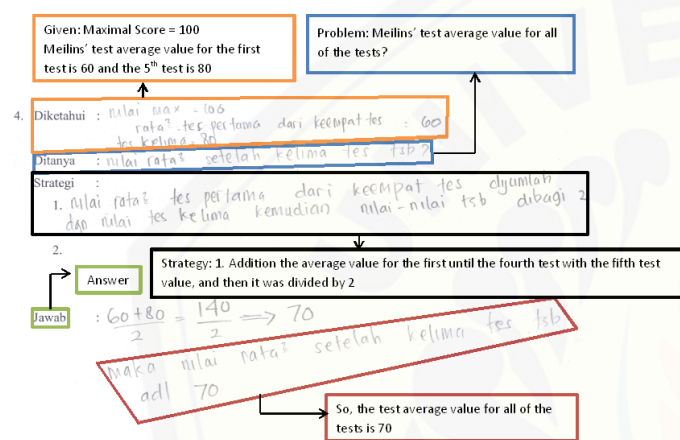 Given: Maximal Score = 100
Meilins' test average value for the first
test is 60 and the 5th test is 80
Problem: Meilins' test average value for all
of the tests?
4. Diketahui : nilai max = 100
rata² tes pertama dari keempat tes : 60
tes kelima = 80
Ditanya : nilai rata² setelah kelima tes tsb?
Strategi :
1. nilai rata² tes pertama dari keempat tes dijumlah
dgn nilai tes kelima kemudian nilai-nilai tsb dibagi 2
2.
Strategy: 1. Addition the average value for the first until the fourth test with the fifth test
value, and then it was divided by 2
Answer
Jawab : 60+80/2 = 140/2 => 70
maka nilai rata² setelah kelima tes tsb
adl 70
So, the test average value for all of the
tests is 70